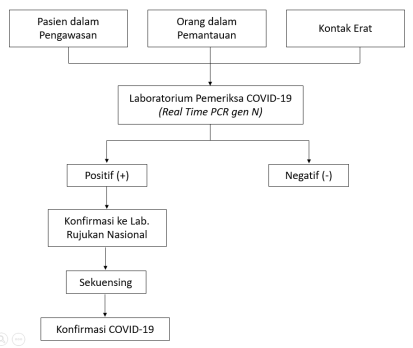 Pasien dalam
Pengawasan
Orang dalam
Pemantauan
Kontak Erat
Laboratorium Pemeriksa COVID-19
(Real Time PCR gen N)
Positif (+)
Negatif (-)
Konfirmasi ke Lab.
Rujukan Nasional
Sekuensing
Konfirmasi COVID-19